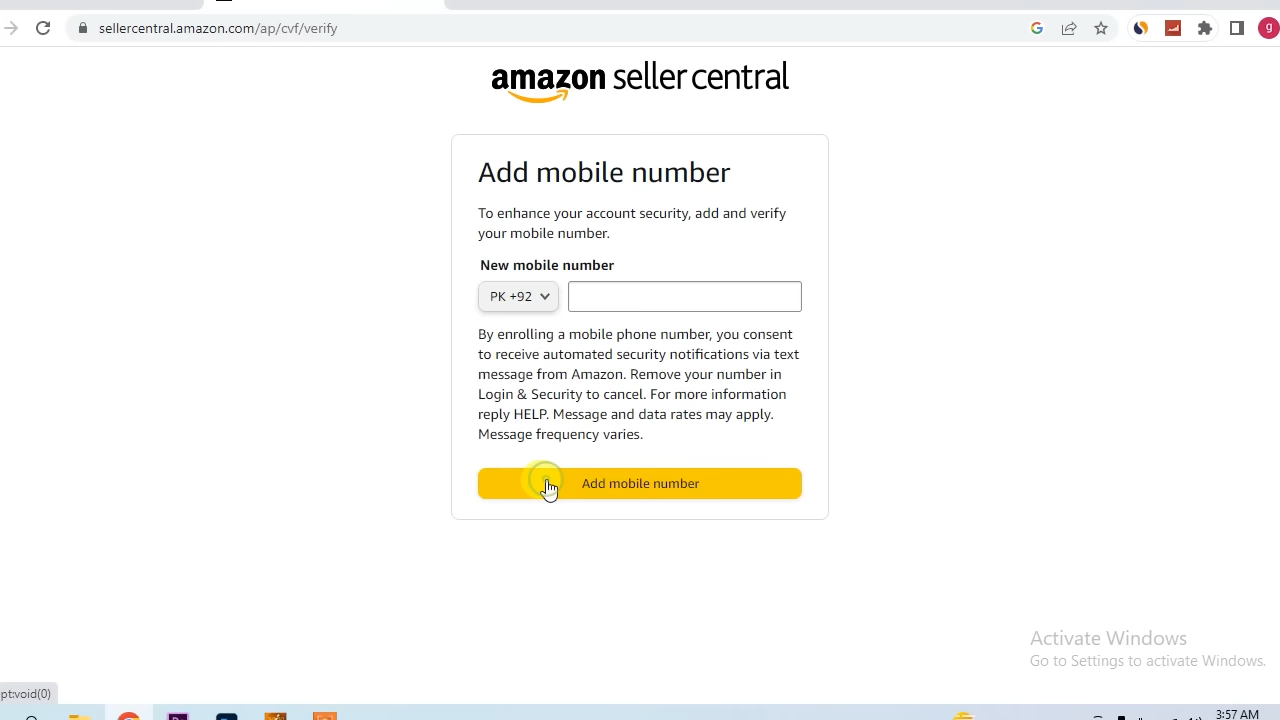 sellercentral.amazon.com/ap/cvf/verify
g
amazon seller central
Add mobile number
To enhance your account security, add and verify
your mobile number.
New mobile number
PK +92
By enrolling a mobile phone number, you consent
to receive automated security notifications via text
message from Amazon. Remove your number in
Login & Security to cancel. For more information
reply HELP. Message and data rates may apply.
Message frequency varies.
Add mobile number
Activate Windows
Go to Settings to activate Windows.
pt:void(0)
3:57 AM